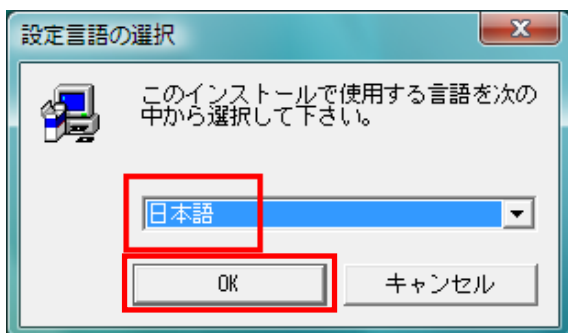 設定言語の選択
このインストールで使用する言語を次の
中から選択して下さい。
日本語
OK
キャンセル